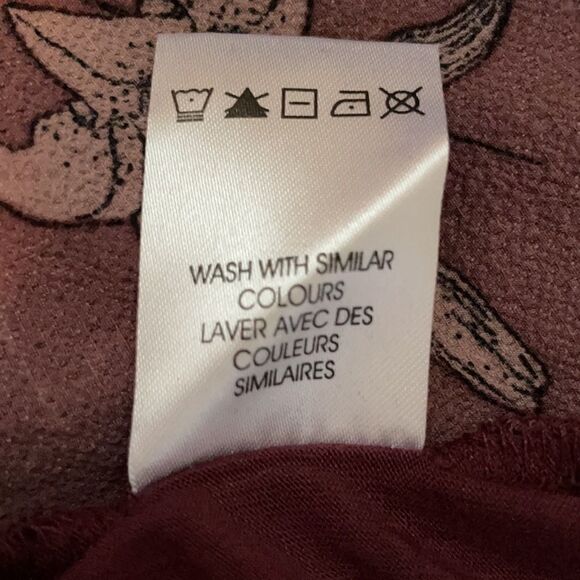 WASH WITH SIMILAR
COLOURS
LAVER AVEC DES
COULEURS
SIMILAIRES